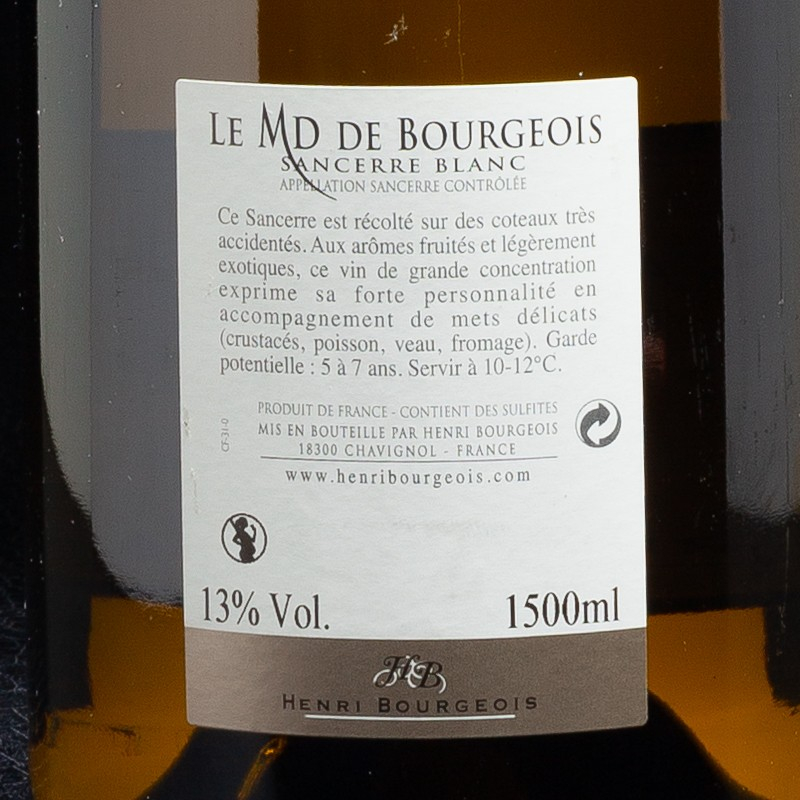 LE MD DE BOURGEOIS
SANCERRE BLANC
APPELLATION SANCERRE CONTRÔLÉE
Ce Sancerre est récolté sur des coteaux très
accidentés. Aux arômes fruités et légèrement
exotiques, ce vin de grande concentration
exprime sa forte personnalité en
accompagnement de mets délicats
(crustacés, poisson, veau, fromage). Garde
potentielle : 5 à 7 ans. Servir à 10-12°C.
PRODUIT DE FRANCE - CONTIENT DES SULFITES
MIS EN BOUTEILLE PAR HENRI BOURGEOIS
18300 CHAVIGNOL - FRANCE
www.henribourgeois.com
CF-31-0
13% Vol.
1500ml
HB
HENRI BOURGEOIS